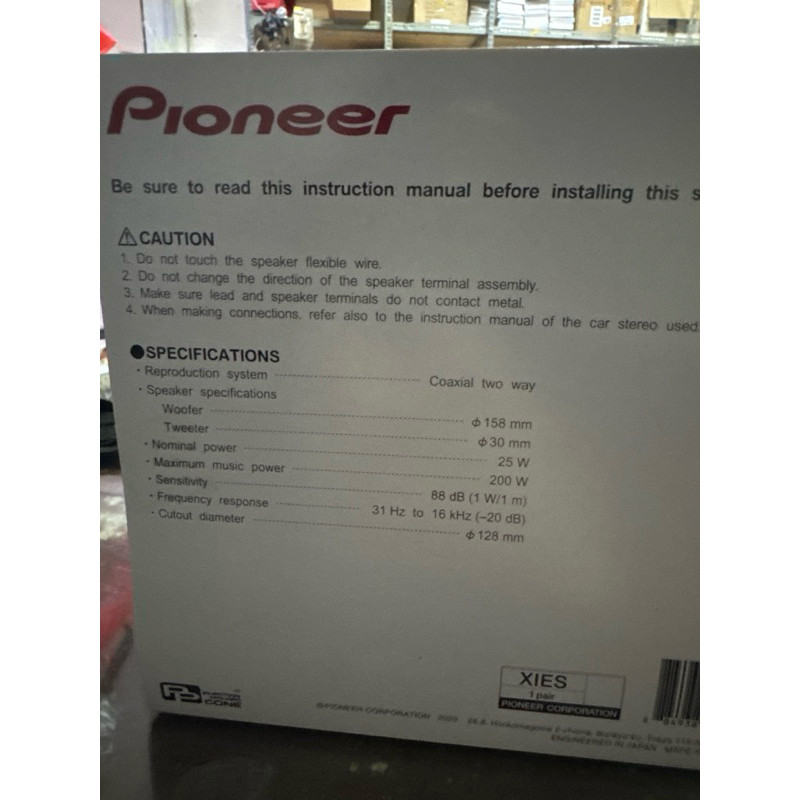 Pioneer
Be sure to read this instruction manual before installing this s
⚠CAUTION
1. Do not touch the speaker flexible wire.
2. Do not change the direction of the speaker terminal assembly.
3. Make sure lead and speaker terminals do not contact metal.
4. When making connections, refer also to the instruction manual of the car stereo used
●SPECIFICATIONS
· Reproduction system Coaxial two way
· Speaker specifications
Woofer φ 158 mm
Tweeter φ 30 mm
· Nominal power 25 W
· Maximum music power 200 W
· Sensitivity 88 dB (1 W/1 m)
· Frequency response 31 Hz to 16 kHz (–20 dB)
· Cutout diameter φ 128 mm
CONE
XIES
1 pair
PIONEER CORPORATION
©PIONEER CORPORATION
ENGINEERED IN JAPAN